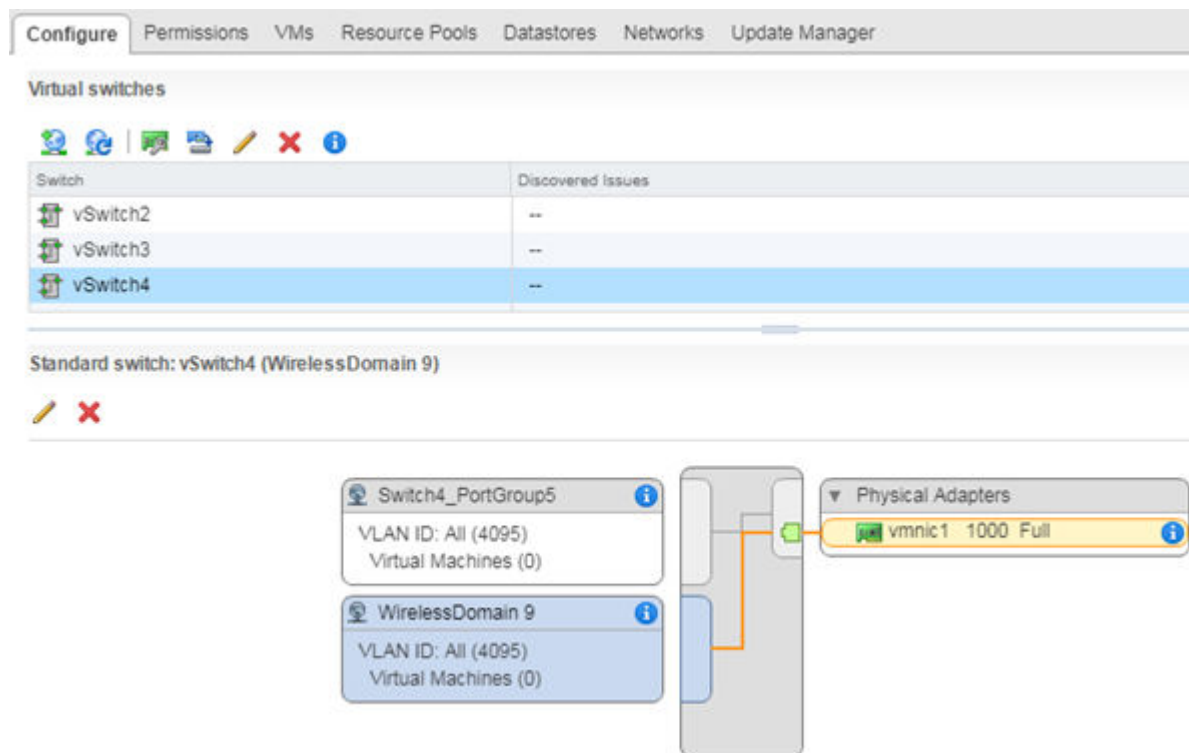 Configure Permissions VMs Resource Pools Datastores Networks Update Manager
Virtual switches
Switch Discovered Issues
vSwitch2 --
vSwitch3 --
vSwitch4 --
Standard switch: vSwitch4 (WirelessDomain 9)
Switch4_PortGroup5
VLAN ID: All (4095)
Virtual Machines (0)
WirelessDomain 9
VLAN ID: All (4095)
Virtual Machines (0)
Physical Adapters
vmnic1 1000 Full